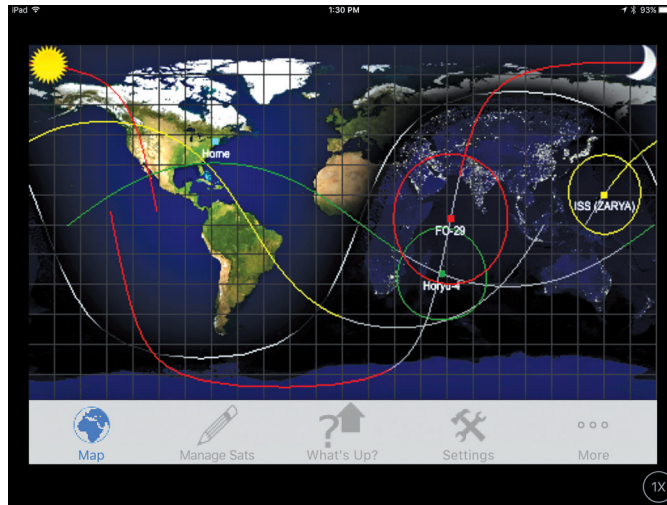 iPad 1:30 PM 93%
Home
ISS (ZARYA)
FO-29
Horyu-4
Map Manage Sats What's Up? Settings More
1X